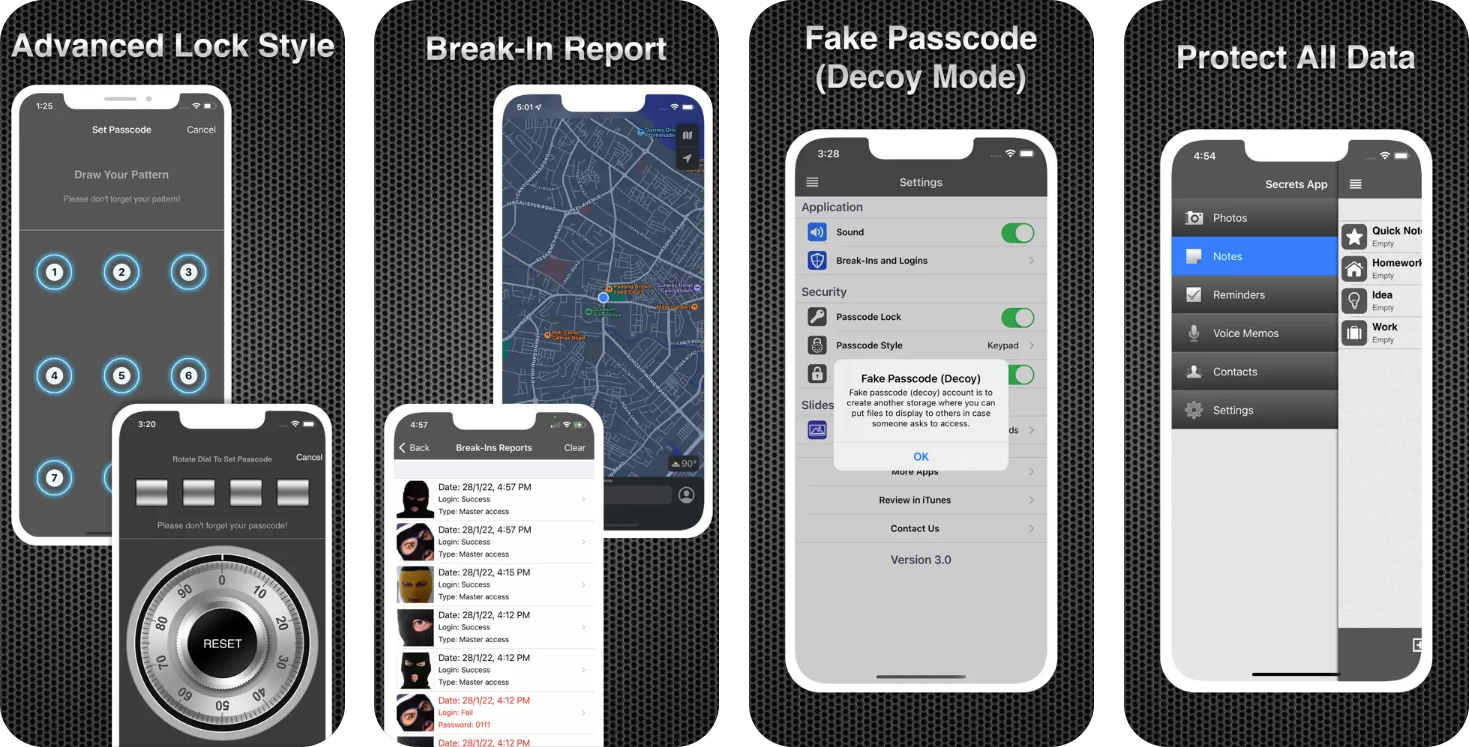 Advanced Lock Style
1:25
Set Passcode
Cancel
Draw Your Pattern
Please don't forget your pattern!
1
2
3
4
5
6
7
3:20
Rotate Dial To Set Passcode
Cancel
Please don't forget your passcode!
0
10
20
30
40
50
60
70
80
90
RESET
Break-In Report
5:01
MACALISTER ROAD
90°
4:57
Back
Break-Ins Reports
Clear
Date: 28/1/22, 4:57 PM
Login: Success
Type: Master access
Date: 28/1/22, 4:57 PM
Login: Success
Type: Master access
Date: 28/1/22, 4:15 PM
Login: Success
Type: Master access
Date: 28/1/22, 4:12 PM
Login: Success
Type: Master access
Date: 28/1/22, 4:12 PM
Login: Success
Type: Master access
Date: 28/1/22, 4:12 PM
Login: Fail
Password: 0111
Date: 28/1/22, 4:12 PM
Fake Passcode
(Decoy Mode)
3:28
Settings
Application
Sound
Break-Ins and Logins
Security
Passcode Lock
Passcode Style
Keypad
Fake Passcode (Decoy)
Fake passcode (decoy) account is to
create another storage where you can
put files to display to others in case
someone asks to access.
OK
Slides
ds
More Apps
Review in iTunes
Contact Us
Version 3.0
Protect All Data
4:54
Secrets App
Photos
Notes
Reminders
Voice Memos
Contacts
Settings
Quick Not
Empty
Homework
Empty
Idea
Empty
Work
Empty